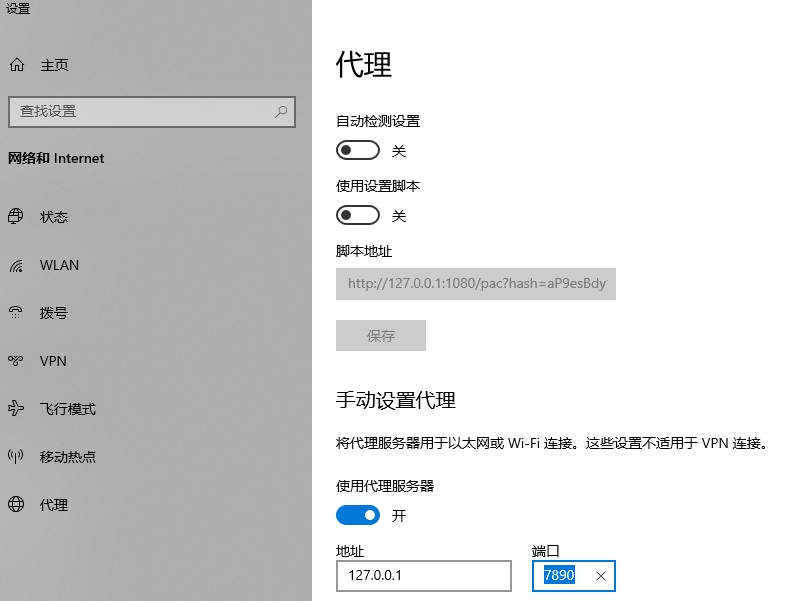 设置
主页
查找设置
网络和 Internet
状态
WLAN
拨号
VPN
飞行模式
移动热点
代理
代理
自动检测设置
关
使用设置脚本
关
脚本地址
http://127.0.0.1:1080/pac?hash=aP9esBdy
保存
手动设置代理
将代理服务器用于以太网或 Wi-Fi 连接。这些设置不适用于 VPN 连接。
使用代理服务器
开
地址 端口
127.0.0.1 7890